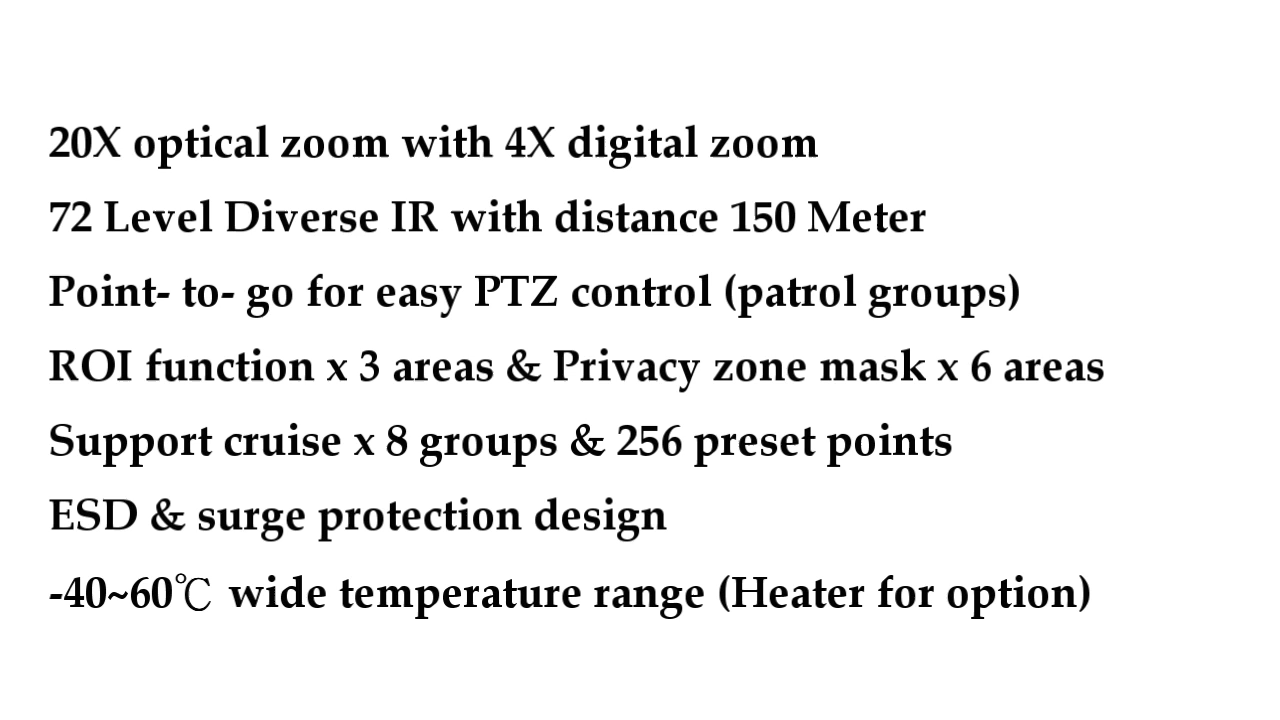 20X optical zoom with 4X digital zoom
72 Level Diverse IR with distance 150 Meter
Point- to- go for easy PTZ control (patrol groups)
ROI function x 3 areas & Privacy zone mask x 6 areas
Support cruise x 8 groups & 256 preset points
ESD & surge protection design
-40~60℃ wide temperature range (Heater for option)